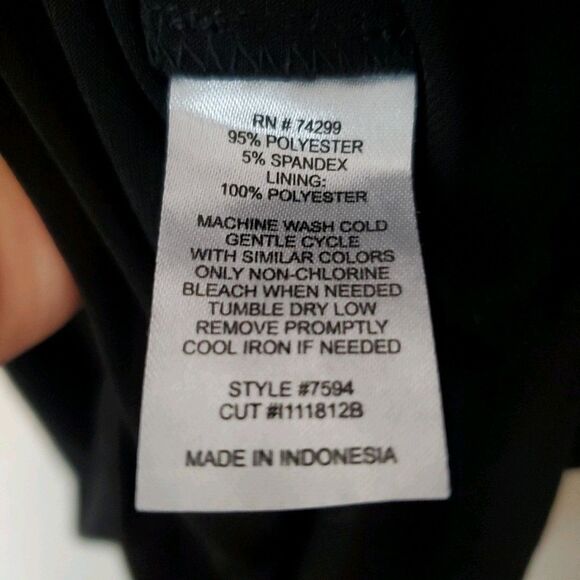 RN # 74299
95% POLYESTER
5% SPANDEX
LINING:
100% POLYESTER
MACHINE WASH COLD
GENTLE CYCLE
WITH SIMILAR COLORS
ONLY NON-CHLORINE
BLEACH WHEN NEEDED
TUMBLE DRY LOW
REMOVE PROMPTLY
COOL IRON IF NEEDED
STYLE #7594
CUT #I111812B
MADE IN INDONESIA